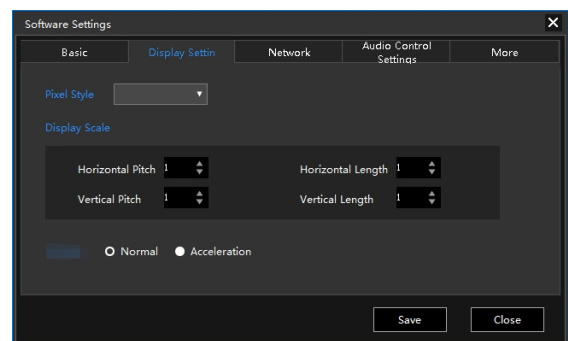 Software Settings
Basic
Display Settin
Network
Audio Control
Settings
More
Pixel Style
Display Scale
Horizontal Pitch 1
Horizontal Length 1
Vertical Pitch 1
Vertical Length 1
Normal Acceleration
Save
Close